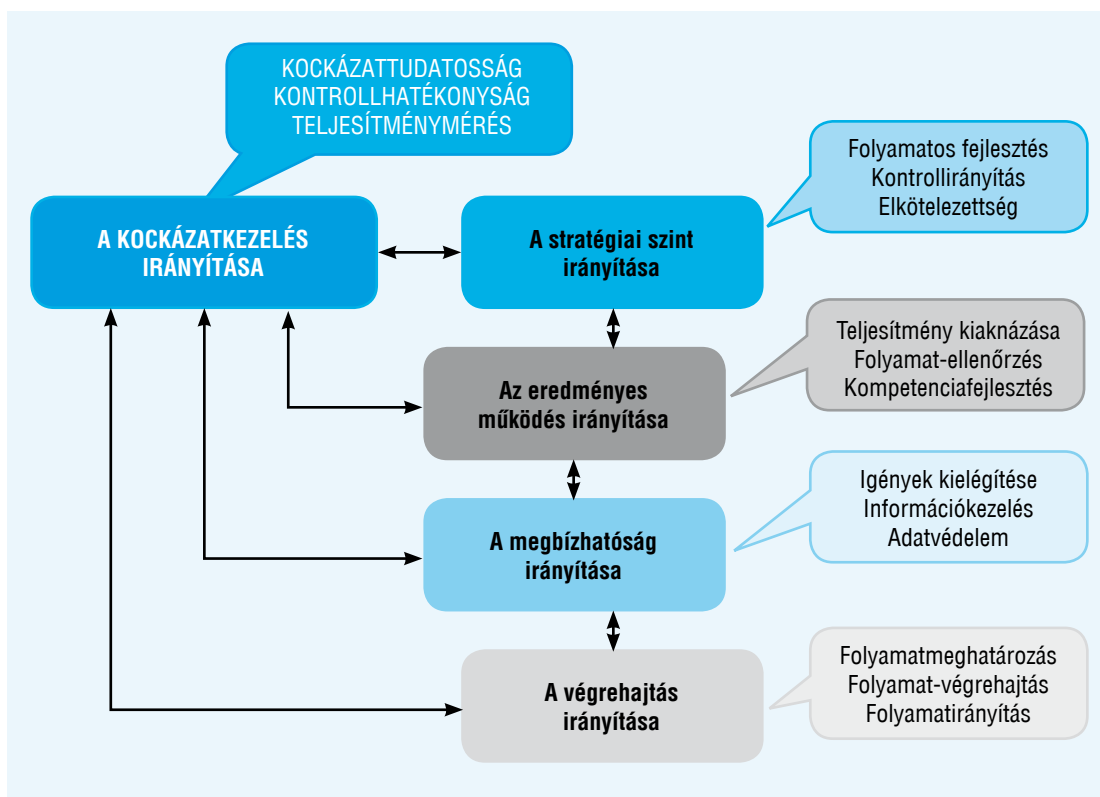 KOCKÁZATTUDATOSSÁG
KONTROLLHATÉKONYSÁG
TELJESÍTMÉNYMÉRÉS
A KOCKÁZATKEZELÉS
IRÁNYÍTÁSA
A stratégiai szint
irányítása
Folyamatos fejlesztés
Kontrollirányítás
Elkötelezettség
Az eredményes
működés irányítása
Teljesítmény kiaknázása
Folyamat-ellenőrzés
Kompetenciafejlesztés
A megbízhatóság
irányítása
Igények kielégítése
Információkezelés
Adatvédelem
A végrehajtás
irányítása
Folyamatmeghatározás
Folyamat-végrehajtás
Folyamatirányítás